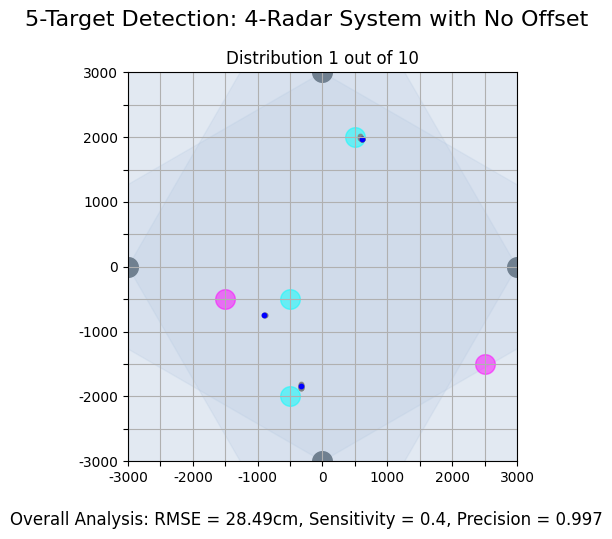 5-Target Detection: 4-Radar System with No Offset
Distribution 1 out of 10
3000
2000
1000
0
-1000
-2000
-3000
-3000 -2000 -1000 0 1000 2000 3000
Overall Analysis: RMSE = 28.49cm, Sensitivity = 0.4, Precision = 0.997